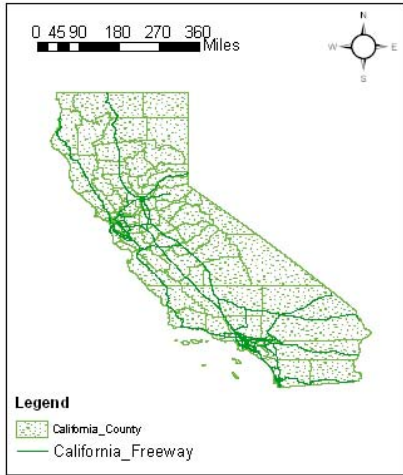 0 45 90 180 270 360
Miles
N
W E
S
Legend
California_County
California_Freeway